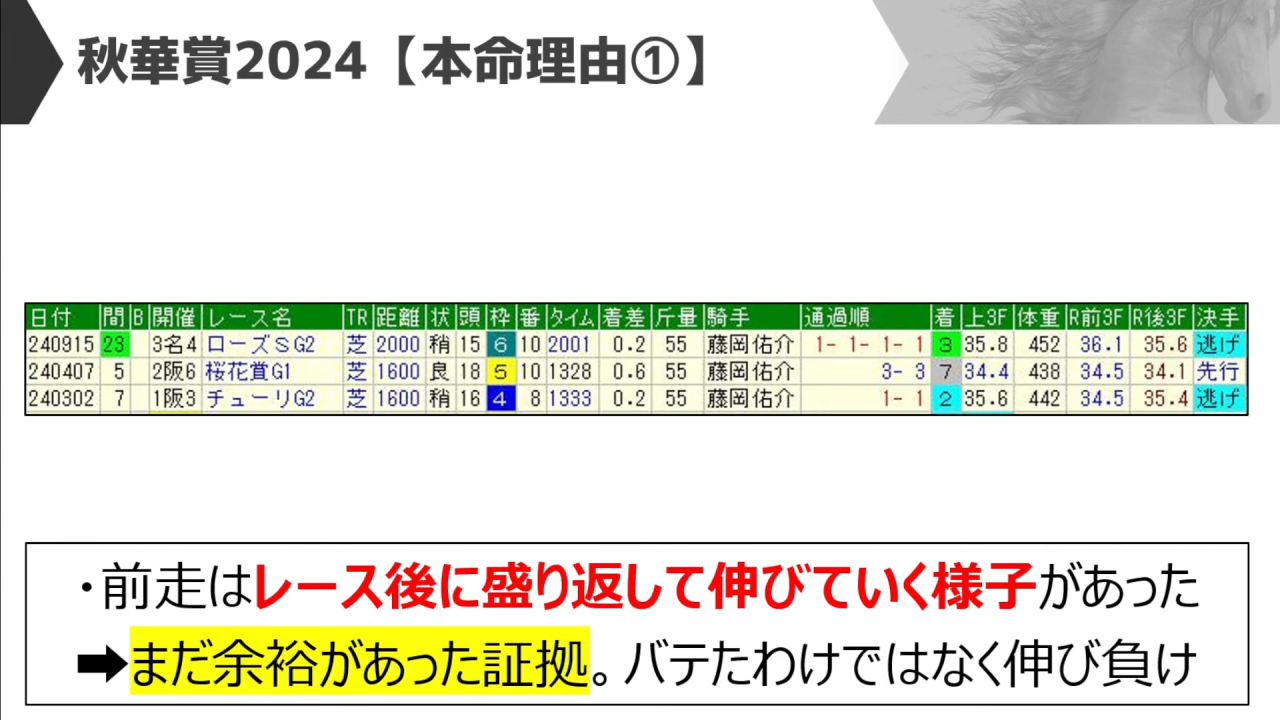 秋華賞2024【本命理由①】
日付 間 B 開催 レース名 TR 距離 状 頭 枠 番 タイム 着差 斤量 騎手 通過順 着 上3F 体重 R前3F R後3F 決手
240915 23 3名4 ローズSG2 芝 2000 稍 15 6 10 2001 0.2 55 藤岡佑介 1- 1- 1- 1 3 35.8 452 36.1 35.6 逃げ
240407 5 2阪6 桜花賞G1 芝 1600 良 18 5 10 1328 0.6 55 藤岡佑介 3- 3 7 34.4 438 34.5 34.1 先行
240302 7 1阪3 チューリG2 芝 1600 稍 16 4 8 1333 0.2 55 藤岡佑介 1- 1 2 35.6 442 34.5 35.4 逃げ
・前走はレース後に盛り返して伸びていく様子があった
➡まだ余裕があった証拠。バテたわけではなく伸び負け